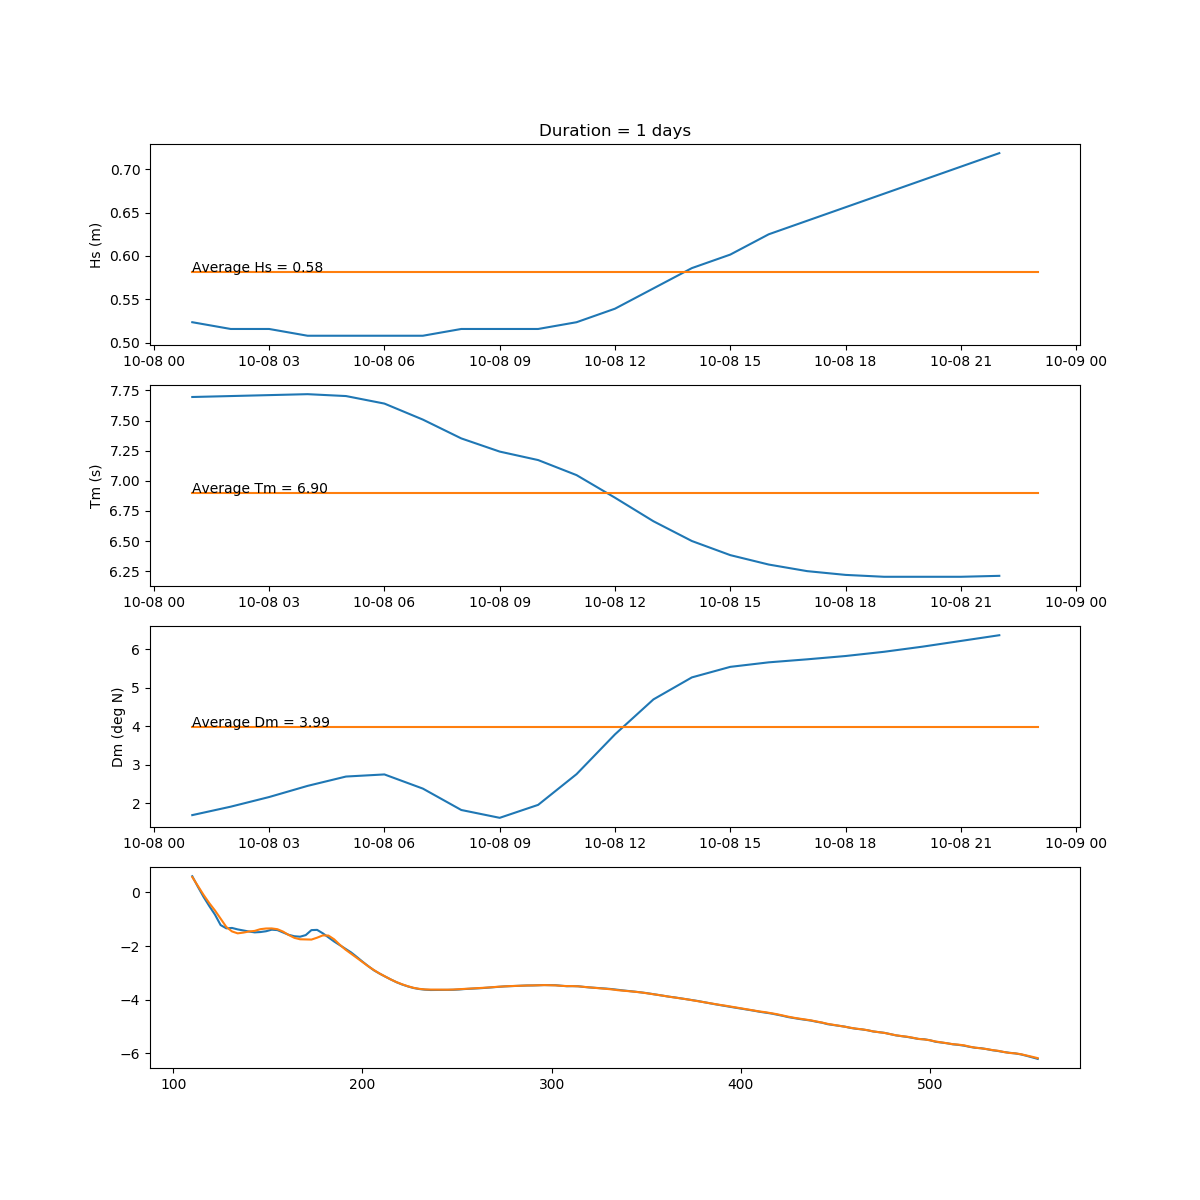 Duration = 1 days
Hs (m)
0.70
0.65
0.60
0.55
0.50
Average Hs = 0.58
10-08 00 10-08 03 10-08 06 10-08 09 10-08 12 10-08 15 10-08 18 10-08 21 10-09 00
Tm (s)
7.75
7.50
7.25
7.00
6.75
6.50
6.25
Average Tm = 6.90
10-08 00 10-08 03 10-08 06 10-08 09 10-08 12 10-08 15 10-08 18 10-08 21 10-09 00
Dm (deg N)
6
5
4
3
2
Average Dm = 3.99
10-08 00 10-08 03 10-08 06 10-08 09 10-08 12 10-08 15 10-08 18 10-08 21 10-09 00
0
−2
−4
−6
100 200 300 400 500